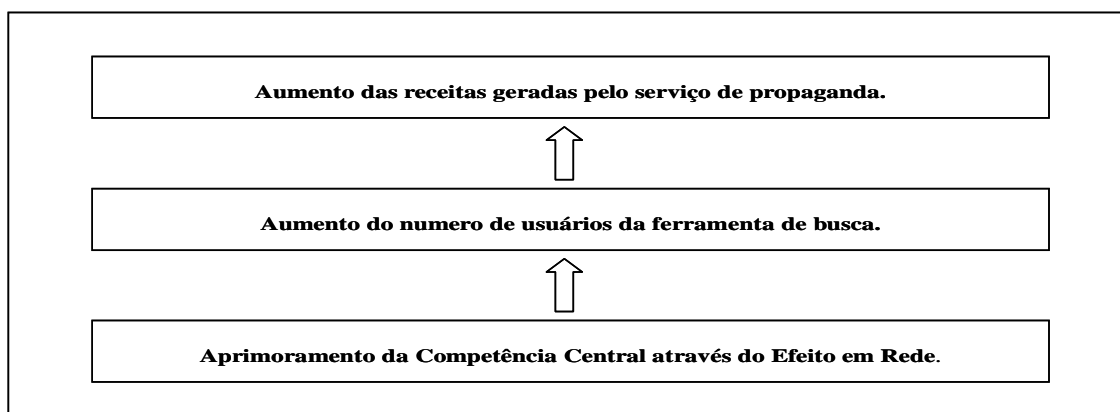 Aumento das receitas geradas pelo serviço de propaganda.
Aumento do numero de usuários da ferramenta de busca.
Aprimoramento da Competência Central através do Efeito em Rede.